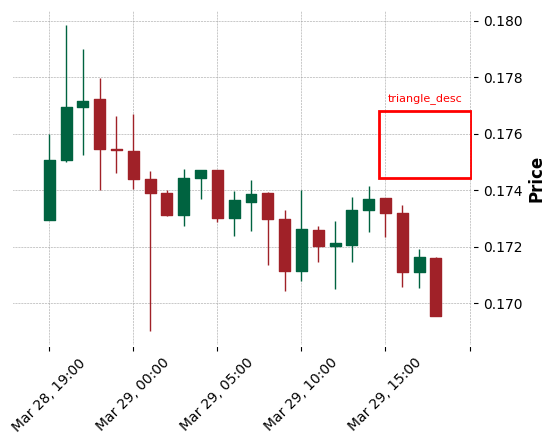 0.180
0.178
triangle_desc
0.176
0.174
0.172
0.170
Price
Mar 28, 19:00
Mar 29, 00:00
Mar 29, 05:00
Mar 29, 10:00
Mar 29, 15:00